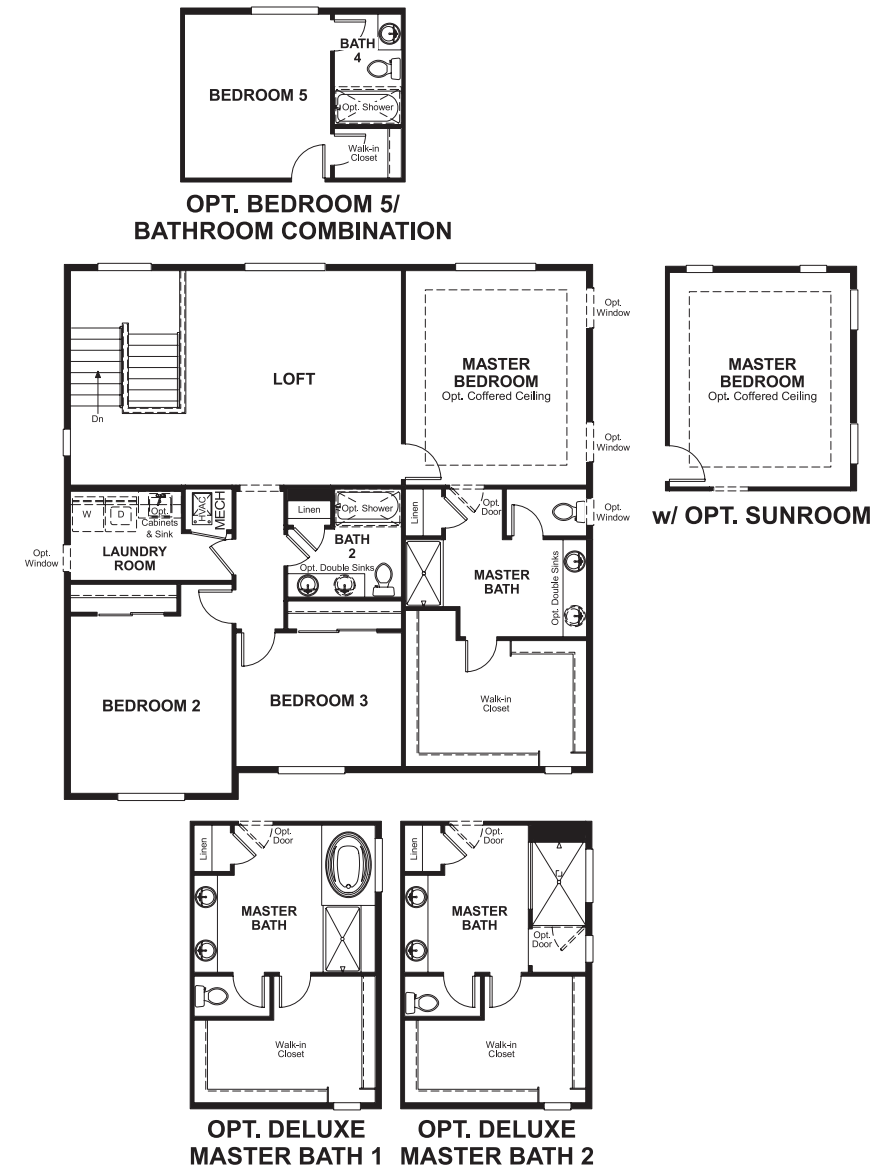 BATH
4
BEDROOM 5
Opt. Shower
Walk-in
Closet
OPT. BEDROOM 5/
BATHROOM COMBINATION
Opt.
Window
LOFT
MASTER
BEDROOM
Opt. Coffered Ceiling
Dn
Opt.
Window
MASTER
BEDROOM
Opt. Coffered Ceiling
w/ OPT. SUNROOM
W
D
Opt.
Cabinets
& Sink
HVAC
MECH
Linen
Opt. Shower
Linen
Opt.
Door
Opt.
Window
Opt.
Window
LAUNDRY
ROOM
BATH
2
Opt. Double Sinks
MASTER
BATH
Opt. Double Sinks
BEDROOM 2
BEDROOM 3
Walk-in
Closet
Linen
Opt.
Door
MASTER
BATH
Walk-in
Closet
OPT. DELUXE
MASTER BATH 1
Linen
Opt.
Door
MASTER
BATH
Opt.
Door
Walk-in
Closet
OPT. DELUXE
MASTER BATH 2